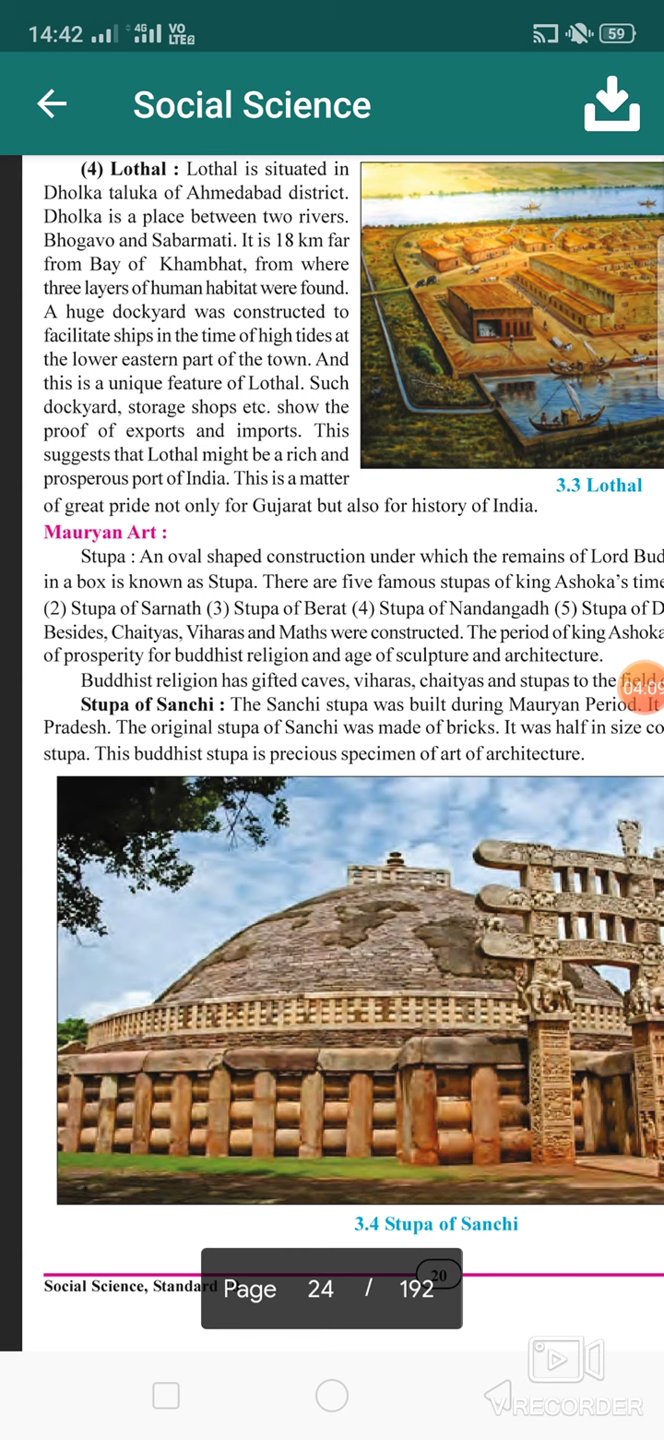 14:42 4G VO LTE2 59
Social Science
(4) Lothal : Lothal is situated in
Dholka taluka of Ahmedabad district.
Dholka is a place between two rivers.
Bhogavo and Sabarmati. It is 18 km far
from Bay of Khambhat, from where
three layers of human habitat were found.
A huge dockyard was constructed to
facilitate ships in the time of high tides at
the lower eastern part of the town. And
this is a unique feature of Lothal. Such
dockyard, storage shops etc. show the
proof of exports and imports. This
suggests that Lothal might be a rich and
prosperous port of India. This is a matter
3.3 Lothal
of great pride not only for Gujarat but also for history of India.
Mauryan Art :
Stupa : An oval shaped construction under which the remains of Lord Bud
in a box is known as Stupa. There are five famous stupas of king Ashoka's time
(2) Stupa of Sarnath (3) Stupa of Berat (4) Stupa of Nandangadh (5) Stupa of D
Besides, Chaityas, Viharas and Maths were constructed. The period of king Ashoka
of prosperity for buddhist religion and age of sculpture and architecture.
Buddhist religion has gifted caves, viharas, chaityas and stupas to the field
04:09
Stupa of Sanchi : The Sanchi stupa was built during Mauryan Period. It
Pradesh. The original stupa of Sanchi was made of bricks. It was half in size co
stupa. This buddhist stupa is precious specimen of art of architecture.
3.4 Stupa of Sanchi
20
Social Science, Standard
Page 24 / 192
V RECORDER